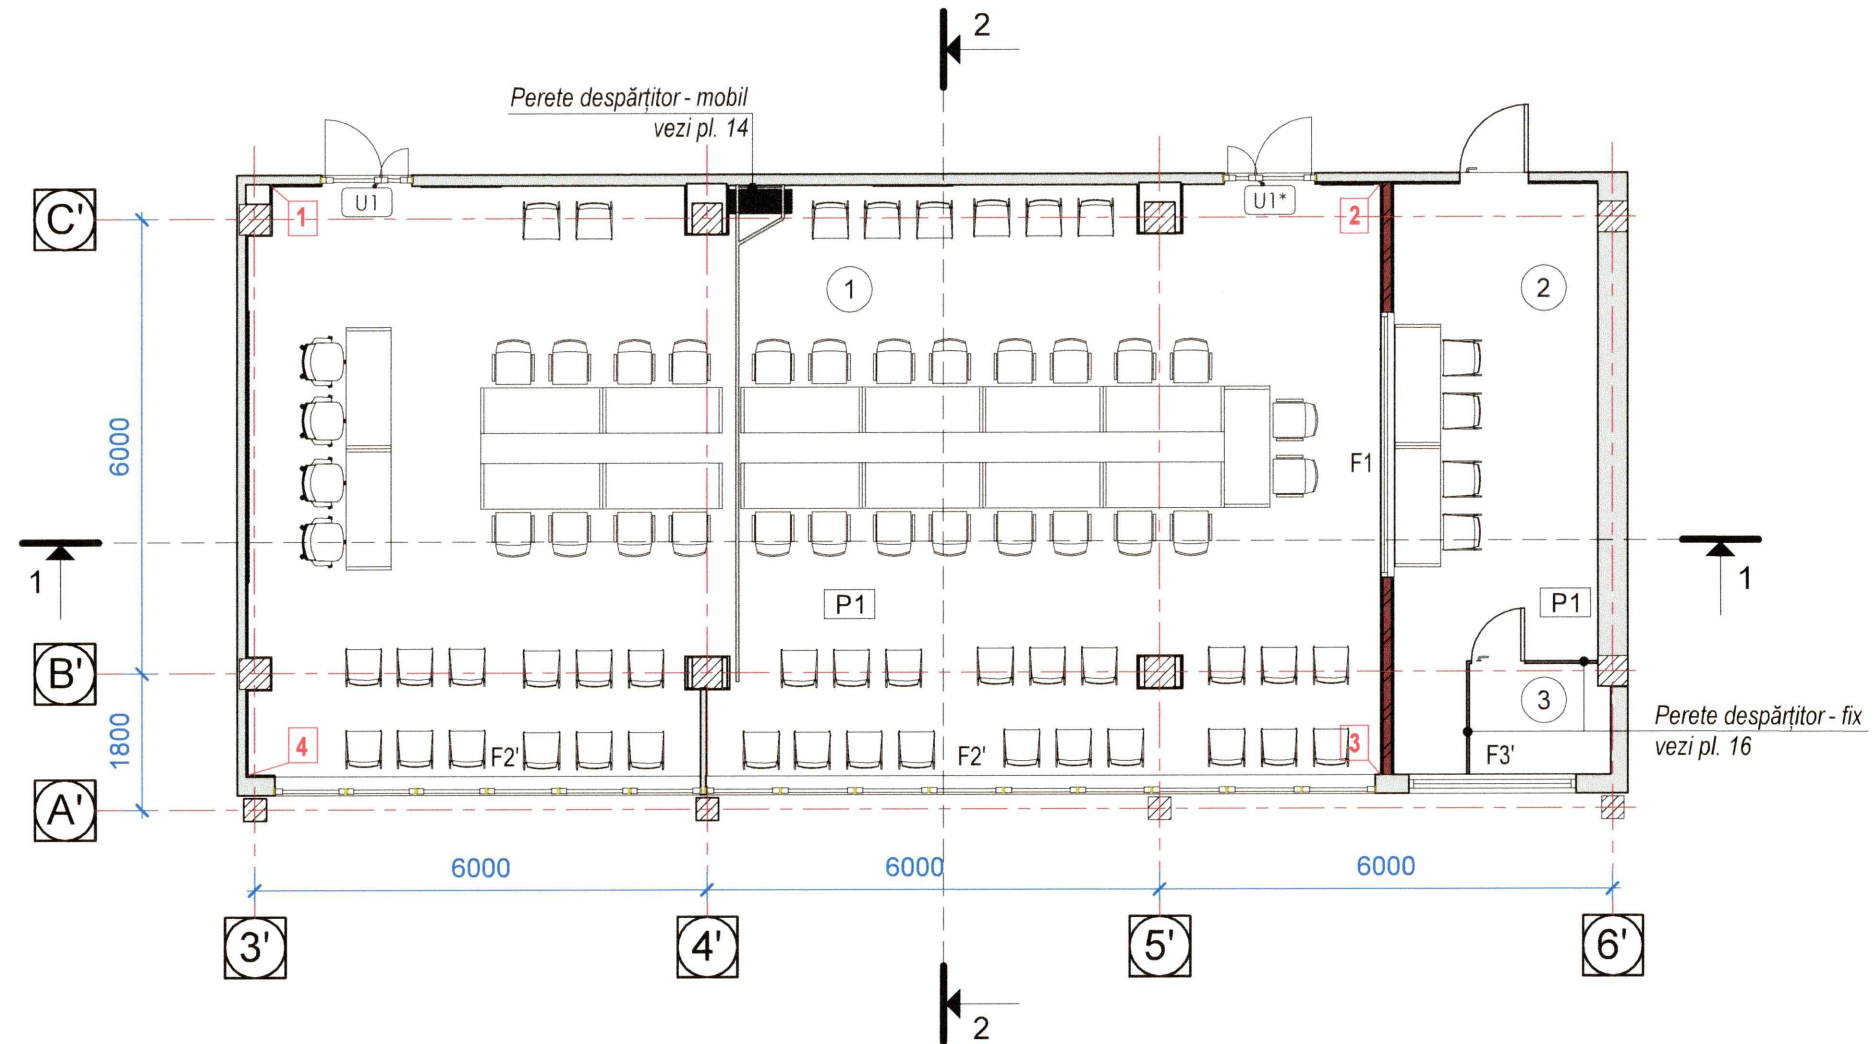 2
Perete despărțitor - mobil
vezi pl. 14
C'
U1
1
U1*
2
1
2
6000
F1
1
1
P1
P1
B'
3
1800
4
F2'
F2'
3
F3'
Perete despărțitor - fix
vezi pl. 16
A'
6000
6000
6000
3'
4'
5'
6'
2